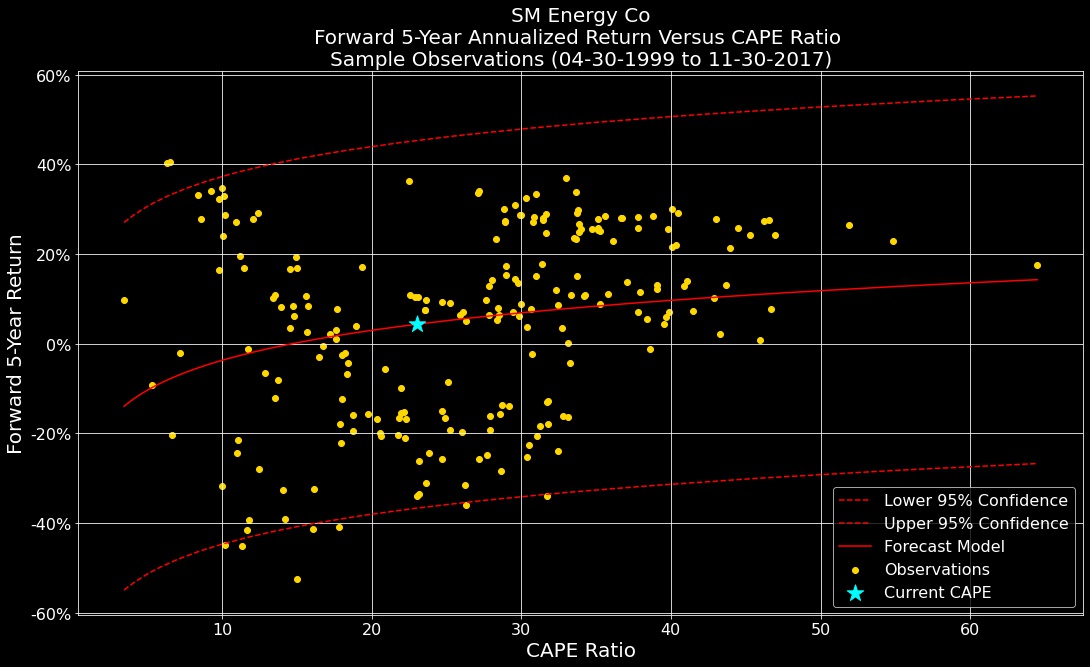 SM Energy Co
Forward 5-Year Annualized Return Versus CAPE Ratio
Sample Observations (04-30-1999 to 11-30-2017)
60%
40%
20%
0%
-20%
-40%
-60%
Forward 5-Year Return
Lower 95% Confidence
Upper 95% Confidence
Forecast Model
Observations
Current CAPE
10
20
30
40
50
60
CAPE Ratio